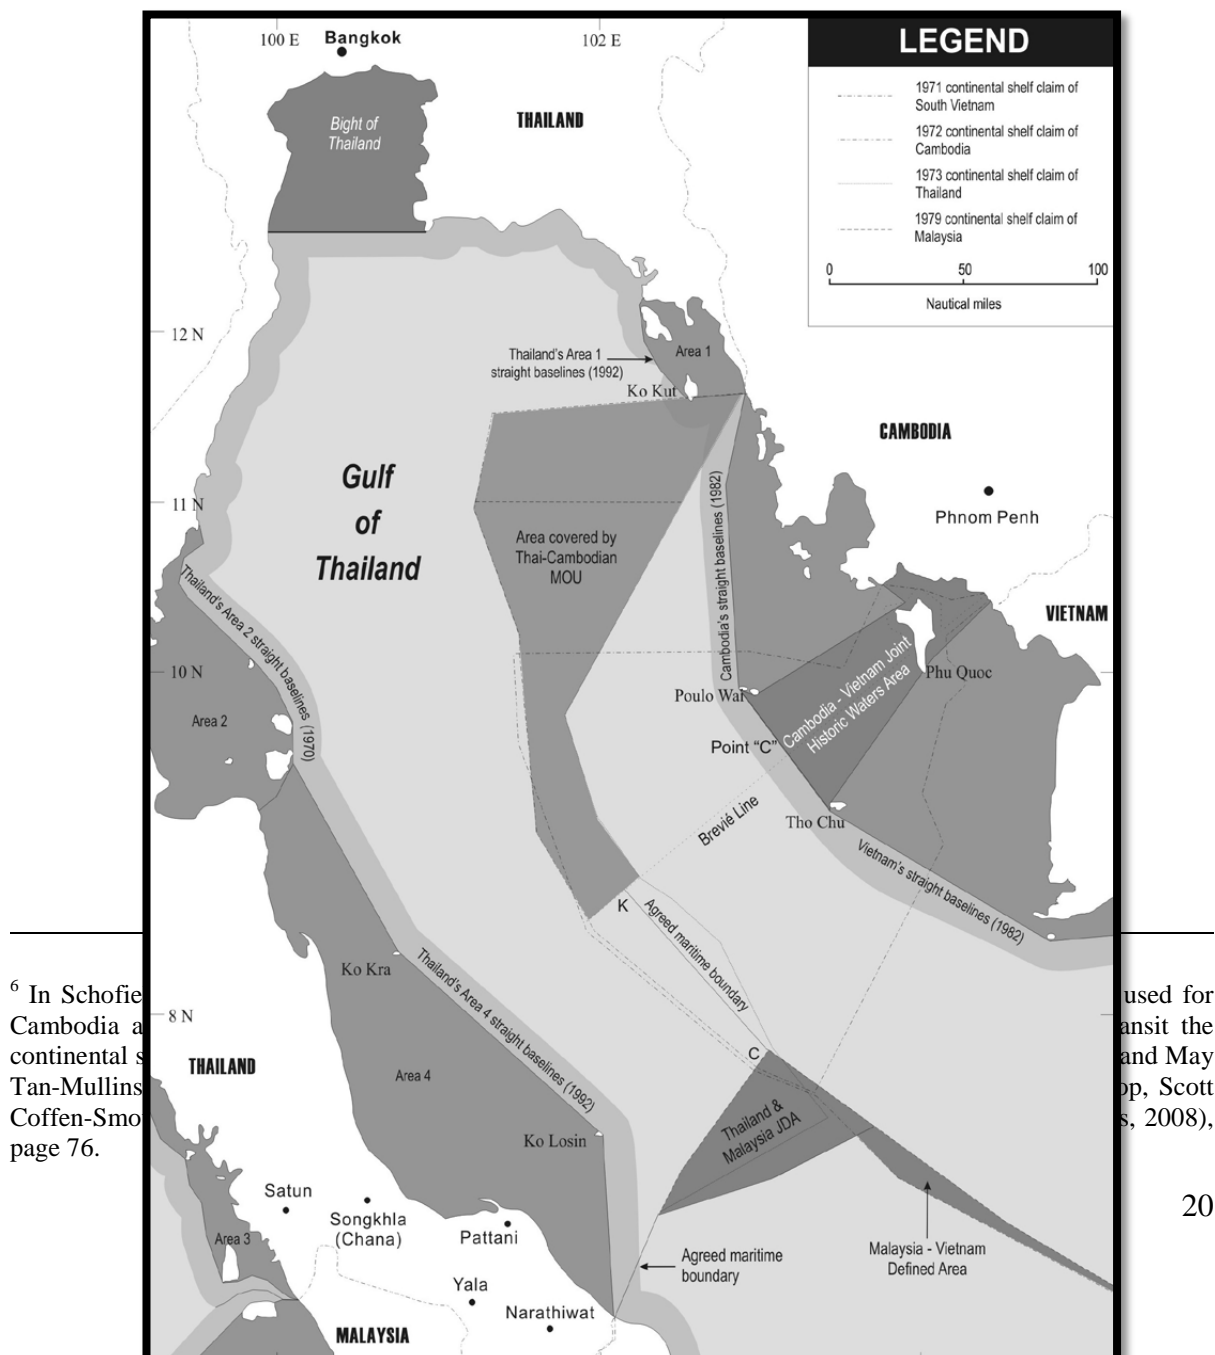 100 E
102 E
Bangkok
LEGEND
1971 continental shelf claim of
South Vietnam
1972 continental shelf claim of
Cambodia
1973 continental shelf claim of
Thailand
1979 continental shelf claim of
Malaysia
0
50
100
Nautical miles
Bight of
Thailand
THAILAND
12 N
Thailand's Area 1
straight baselines (1992)
Area 1
Ko Kut
CAMBODIA
Gulf
of
Thailand
11 N
Phnom Penh
Area covered by
Thai-Cambodian
MOU
Cambodia's straight baselines (1982)
Thailand's Area 2 straight baselines (1970)
VIETNAM
10 N
Poulo Wai
Phu Quoc
Cambodia - Vietnam Joint
Historic Waters Area
Area 2
Point "C"
Brevié Line
Tho Chu
Vietnam's straight baselines (1982)
K
Agreed maritime boundary
Ko Kra
Thailand's Area 4 straight baselines (1992)
8 N
C
THAILAND
Area 4
Thailand &
Malaysia JDA
Ko Losin
Satun
Songkhla
(Chana)
Pattani
Area 3
Agreed maritime
boundary
Malaysia - Vietnam
Defined Area
Yala
Narathiwat
MALAYSIA
6 In Schofie used for
Cambodia a ansit the
continental s and May
Tan-Mullins op, Scott
Coffen-Smo s, 2008),
page 76.
20